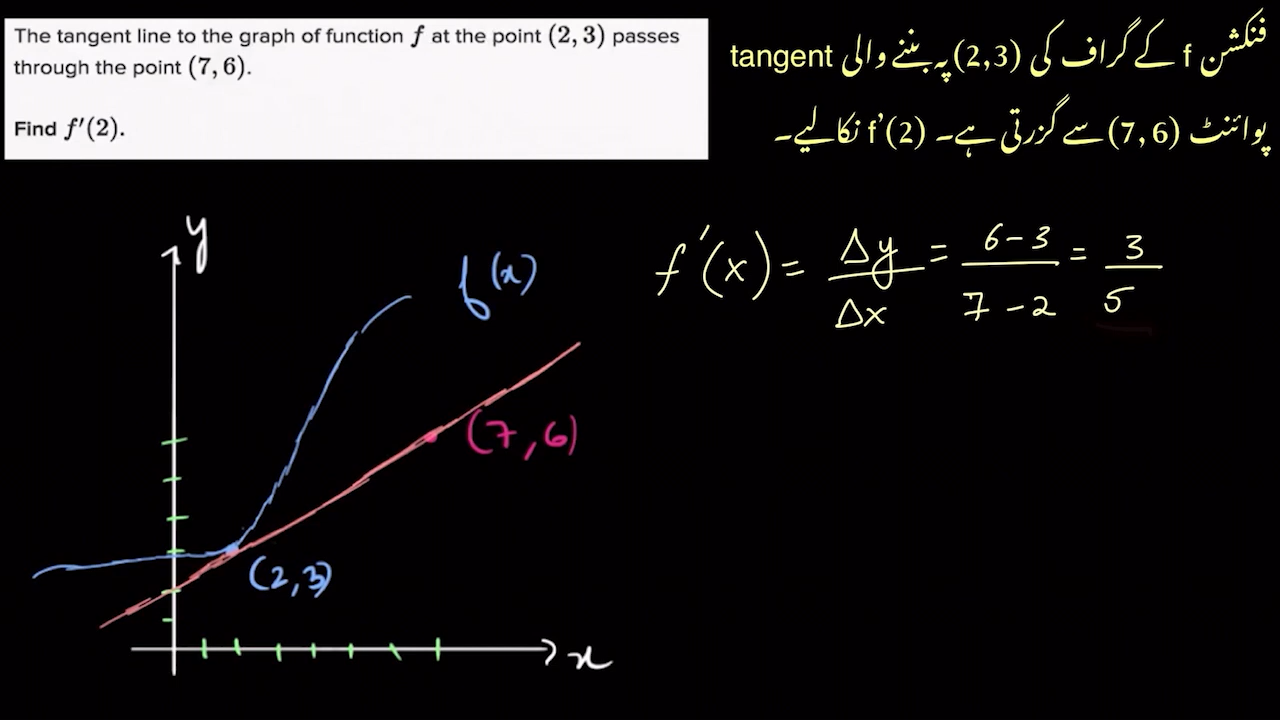 The tangent line to the graph of function f at the point (2, 3) passes
through the point (7, 6).
Find f′(2).
فنکشن f کے گراف کی (2,3) پہ بننے والی tangent
پوائنٹ (7, 6) سے گزرتی ہے۔ f'(2) نکالیے۔
f'(x) = Δy/Δx = 6-3/7-2 = 3/5
y
f(x)
(7,6)
(2,3)
x